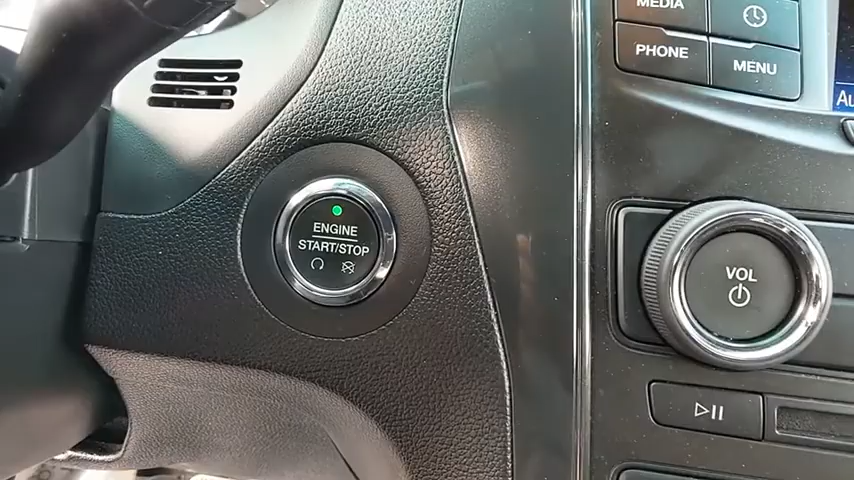 MEDIA
PHONE
MENU
ENGINE
START/STOP
VOL